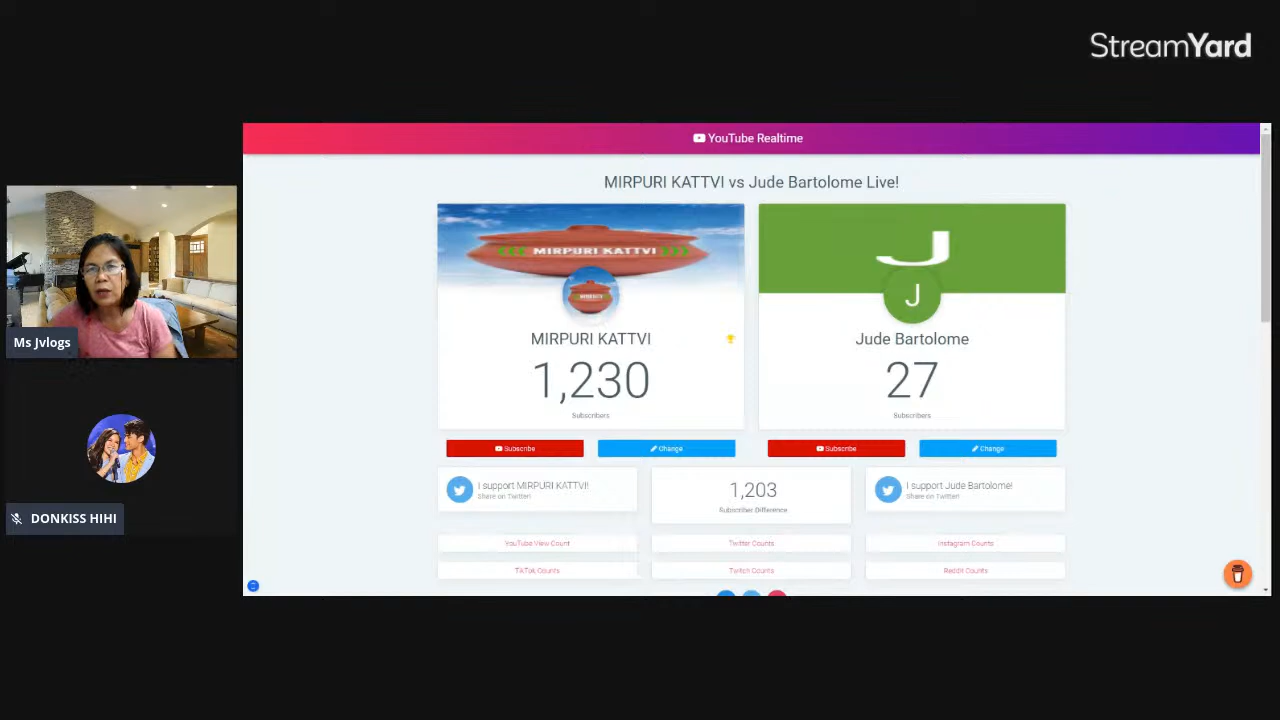 StreamYard
YouTube Realtime
MIRPURI KATTVI vs Jude Bartolome Live!
MIRPURI KATTVI
MIRPURI KATTVI
1,230
Subscribers
J
J
Jude Bartolome
27
Subscribers
Subscribe
Change
Subscribe
Change
I support MIRPURI KATTVI!
Share on Twitter!
1,203
Subscriber Difference
I support Jude Bartolome!
Share on Twitter!
YouTube View Count
Twitter Counts
Instagram Counts
TikTok Counts
Twitch Counts
Reddit Counts
Ms Jvlogs
DONKISS HIHI